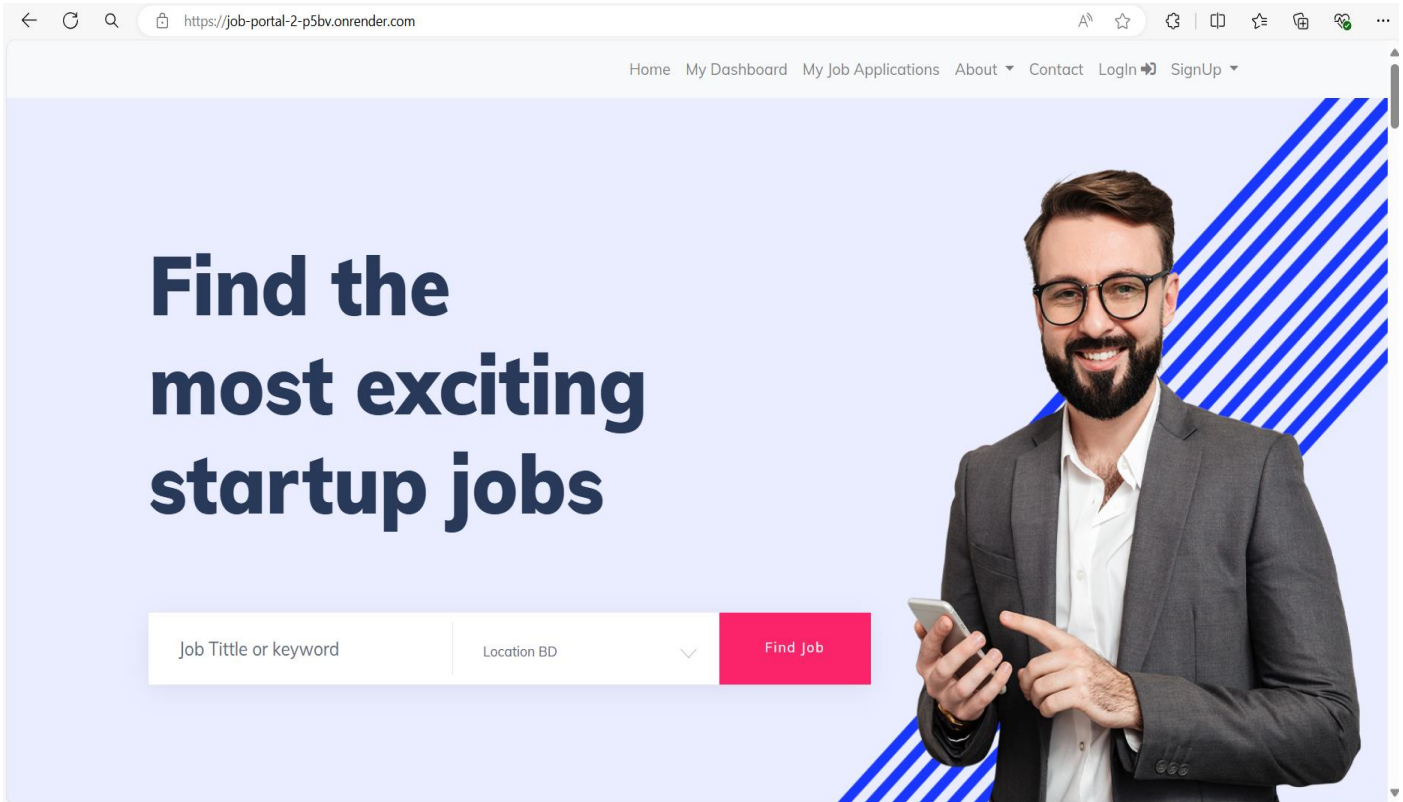 https://job-portal-2-p5bv.onrender.com
Home My Dashboard My Job Applications About Contact LogIn SignUp
Find the
most exciting
startup jobs
Job Tittle or keyword Location BD Find Job